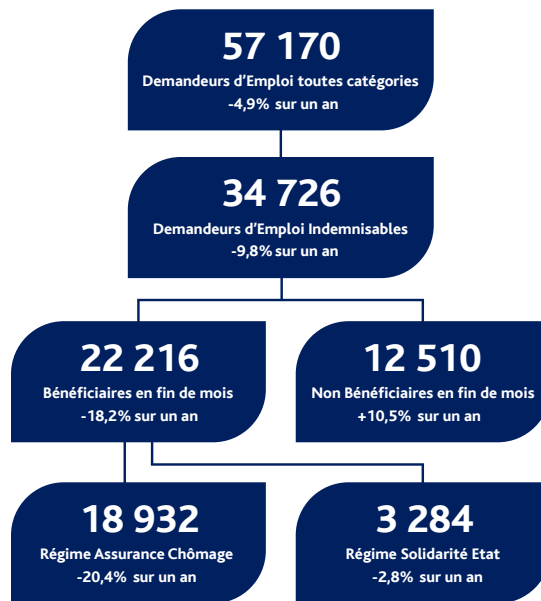 57 170
Demandeurs d'Emploi toutes catégories
-4,9% sur un an
34 726
Demandeurs d'Emploi Indemnisables
-9,8% sur un an
22 216
Bénéficiaires en fin de mois
-18,2% sur un an
12 510
Non Bénéficiaires en fin de mois
+10,5% sur un an
18 932
Régime Assurance Chômage
-20,4% sur un an
3 284
Régime Solidarité Etat
-2,8% sur un an